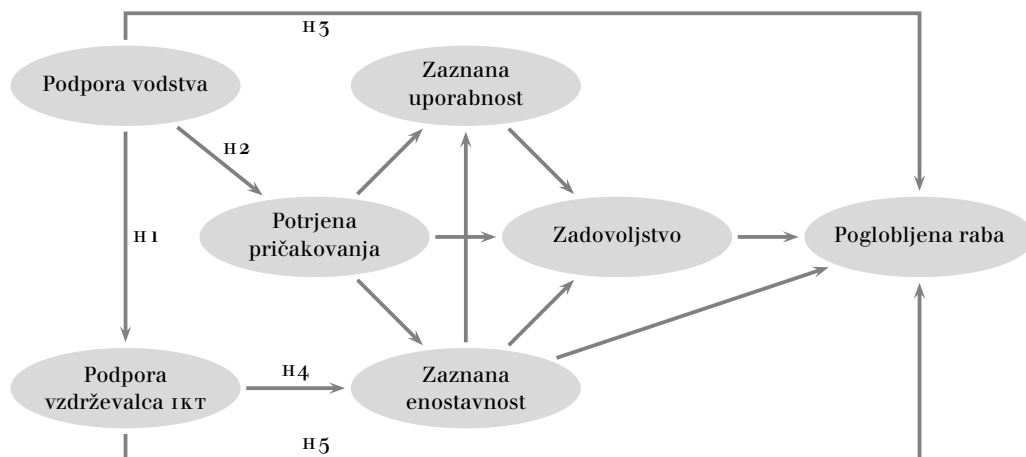 H3
Podpora vodstva
Zaznana
uporabnost
H2
Potrjena
pričakovanja
H1
Zadovoljstvo
Poglobljena raba
Podpora
vzdrževalca IKT
H4
Zaznana
enostavnost
H5